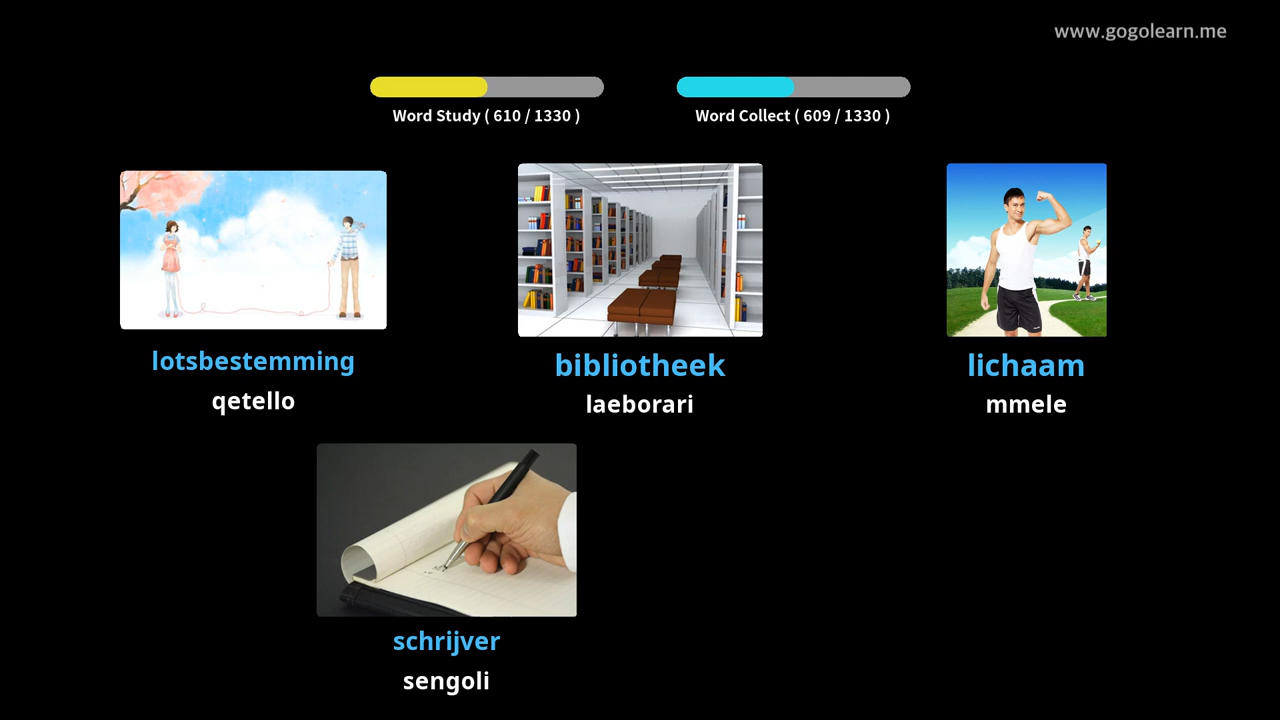 www.gogolearn.me
Word Study ( 610 / 1330 )
Word Collect ( 609 / 1330 )
lotsbestemming
qetello
bibliotheek
laeborari
lichaam
mmele
schrijver
sengoli